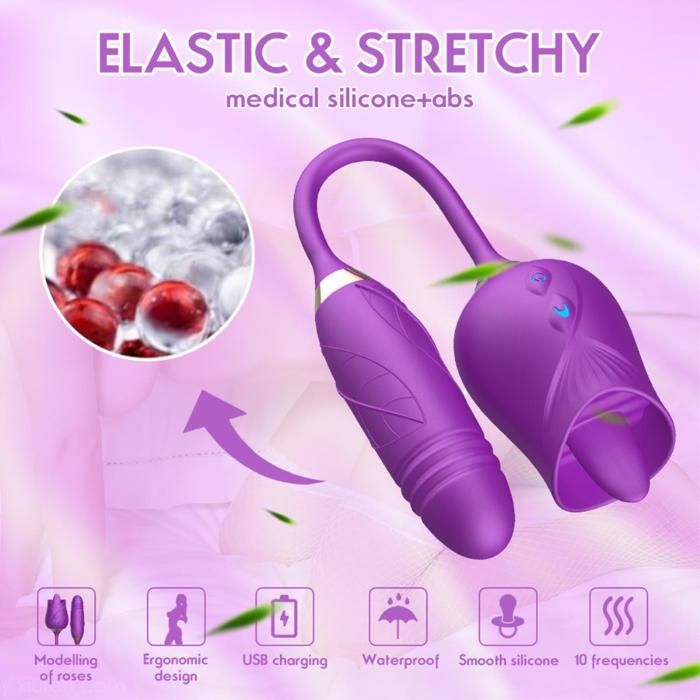 ELASTIC & STRETCHY
medical silicone+abs
Modelling
of roses
Ergonomic
design
USB charging
Waterproof
Smooth silicone
10 frequencies